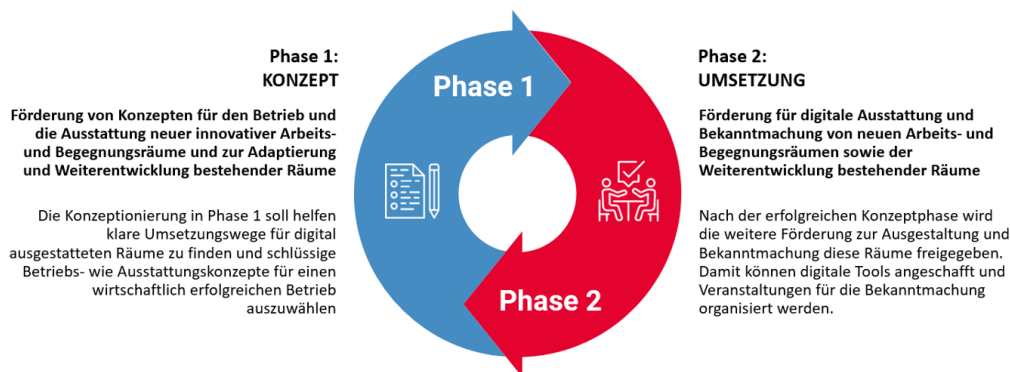 Phase 1:
KONZEPT
Förderung von Konzepten für den Betrieb und
die Ausstattung neuer innovativer Arbeits-
und Begegnungsräume und zur Adaptierung
und Weiterentwicklung bestehender Räume
Die Konzeptionierung in Phase 1 soll helfen
klare Umsetzungswege für digital
ausgestatteten Räume zu finden und schlüssige
Betriebs- wie Ausstattungskonzepte für einen
wirtschaftlich erfolgreichen Betrieb
auszuwählen
Phase 1
Phase 2
Phase 2:
UMSETZUNG
Förderung für digitale Ausstattung und
Bekanntmachung von neuen Arbeits- und
Begegnungsräumen sowie der
Weiterentwicklung bestehender Räume
Nach der erfolgreichen Konzeptphase wird
die weitere Förderung zur Ausgestaltung und
Bekanntmachung diese Räume freigegeben.
Damit können digitale Tools angeschafft und
Veranstaltungen für die Bekanntmachung
organisiert werden.